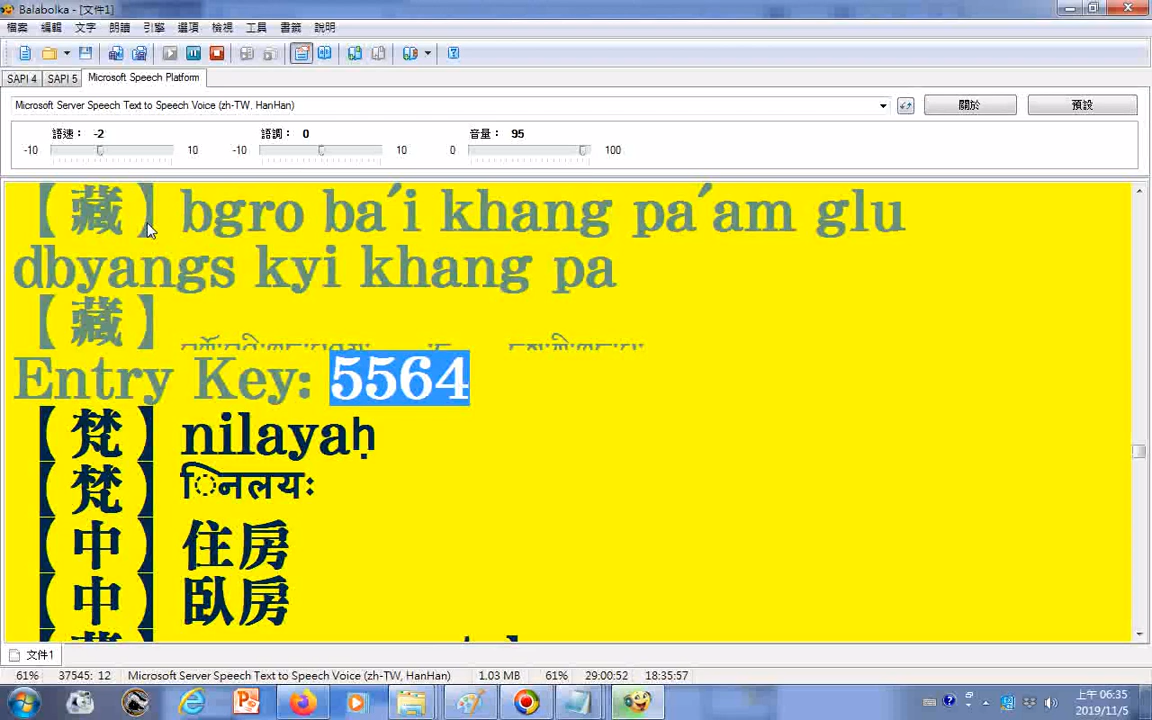 Balabolka - [文件1]
檔案 編輯 文字 朗讀 引擎 選項 檢視 工具 書籤 說明
SAPI 4 SAPI 5 Microsoft Speech Platform
Microsoft Server Speech Text to Speech Voice (zh-TW, HanHan) 關於 預設
語速： -2 語調： 0 音量： 95
-10 10 -10 10 0 100
【藏】bgro ba´i khang pa´am glu
dbyangs kyi khang pa
【藏】
Entry Key: 5564
【梵】nilayaḥ
【梵】िनलयः
【中】住房
【中】臥房
文件1
61% 37545: 12 Microsoft Server Speech Text to Speech Voice (zh-TW, HanHan) 1.03 MB 61% 29:00:52 18:35:57
上午 06:35
2019/11/5